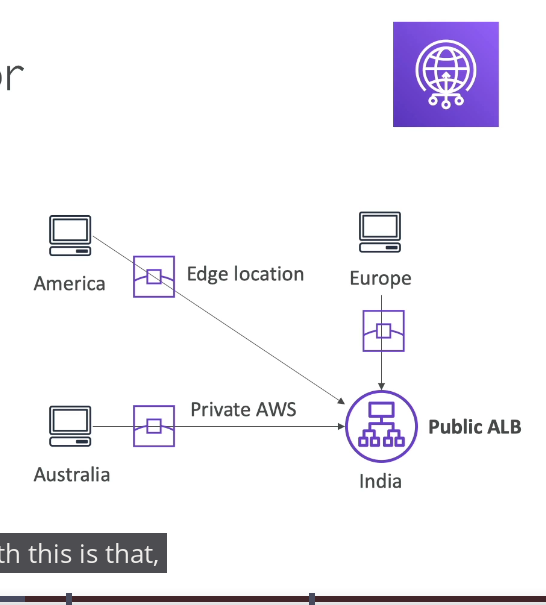 or
Edge location
America
Europe
Private AWS
Public ALB
Australia
India
th this is that,